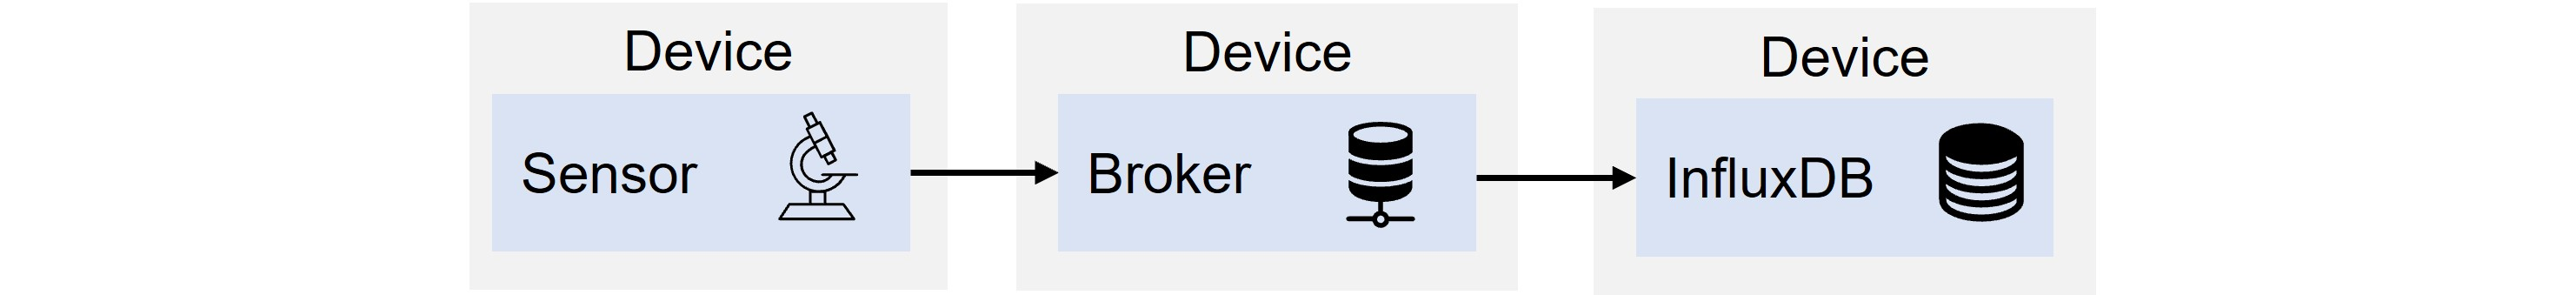 Device
Sensor
Device
Broker
Device
InfluxDB